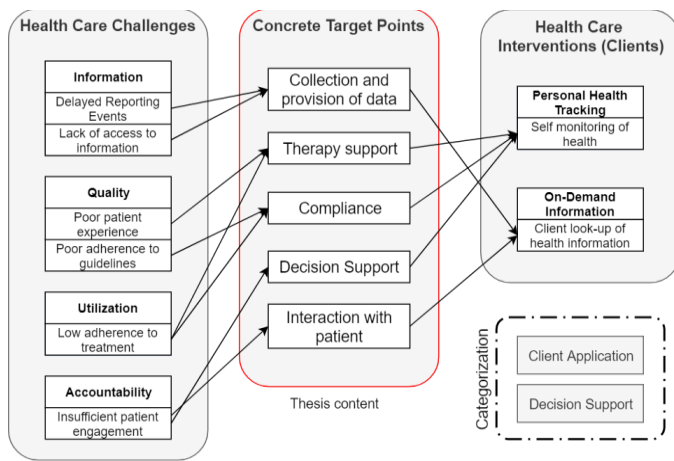 Health Care Challenges
Information
Delayed Reporting
Events
Lack of access to
information
Quality
Poor patient
experience
Poor adherence to
guidelines
Utilization
Low adherence to
treatment
Accountability
Insufficient patient
engagement
Concrete Target Points
Collection and
provision of data
Therapy support
Compliance
Decision Support
Interaction with
patient
Thesis content
Health Care
Interventions (Clients)
Personal Health
Tracking
Self monitoring of
health
On-Demand
Information
Client look-up of
health information
Categorization
Client Application
Decision Support